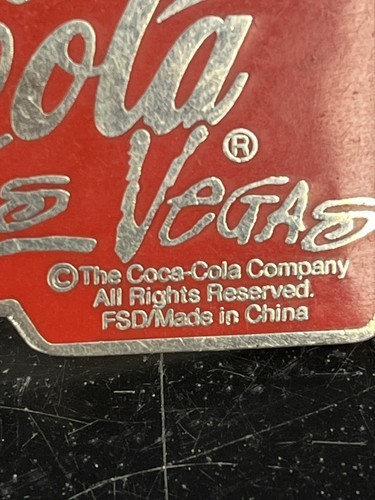 ola
®
Vegas
©The Coca-Cola Company
All Rights Reserved.
FSD/Made in China